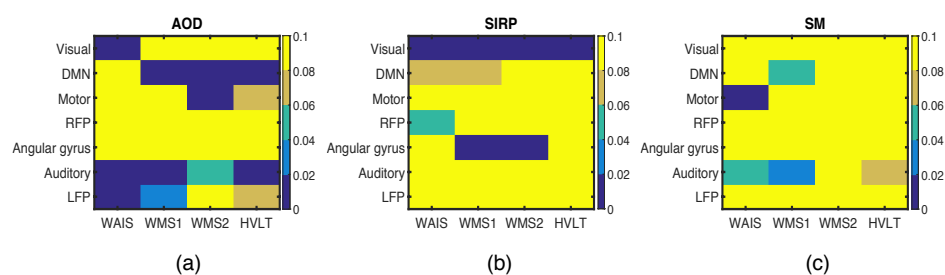 AOD
Visual
DMN
Motor
RFP
Angular gyrus
Auditory
LFP
WAIS WMS1 WMS2 HVLT
0.1
0.08
0.06
0.04
0.02
0
(a)
SIRP
Visual
DMN
Motor
RFP
Angular gyrus
Auditory
LFP
WAIS WMS1 WMS2 HVLT
0.1
0.08
0.06
0.04
0.02
0
(b)
SM
Visual
DMN
Motor
RFP
Angular gyrus
Auditory
LFP
WAIS WMS1 WMS2 HVLT
0.1
0.08
0.06
0.04
0.02
0
(c)